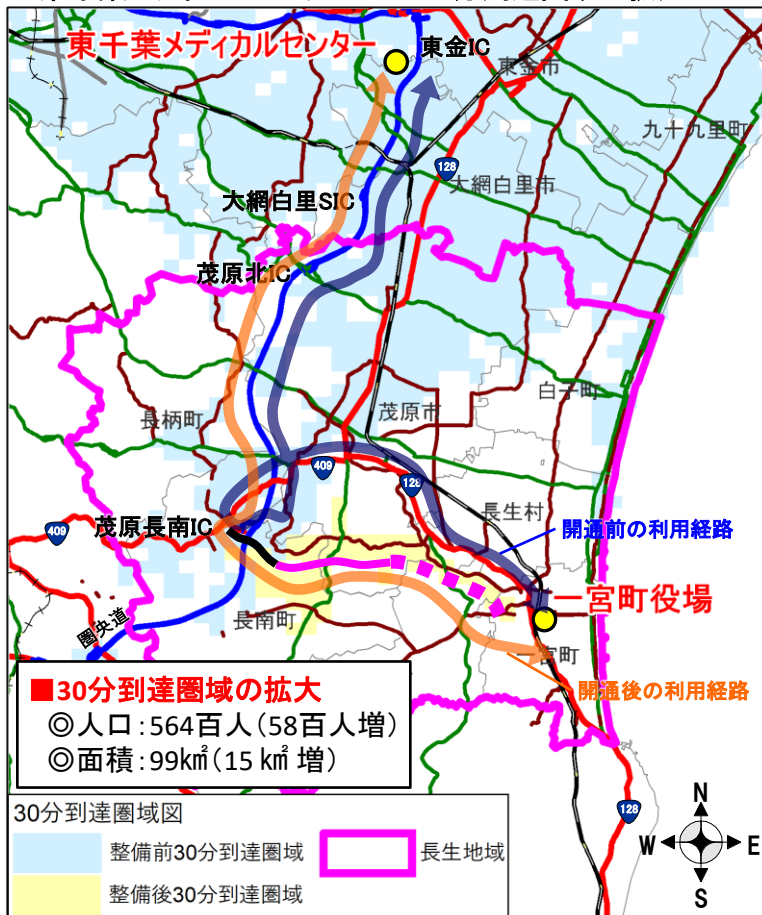 東千葉メディカルセンター
東金IC
東金市
九十九里町
128
大網白里市
大網白里SIC
茂原北IC
白子町
長柄町
茂原市
409
128
長生村
茂原長南IC
409
開通前の利用経路
一宮町役場
長南町
圏央道
一宮町
開通後の利用経路
■30分到達圏域の拡大
◎人口:564百人(58百人増)
◎面積:99㎢(15 ㎢ 増)
128
N
W E
S
30分到達圏域図
整備前30分到達圏域
長生地域
整備後30分到達圏域